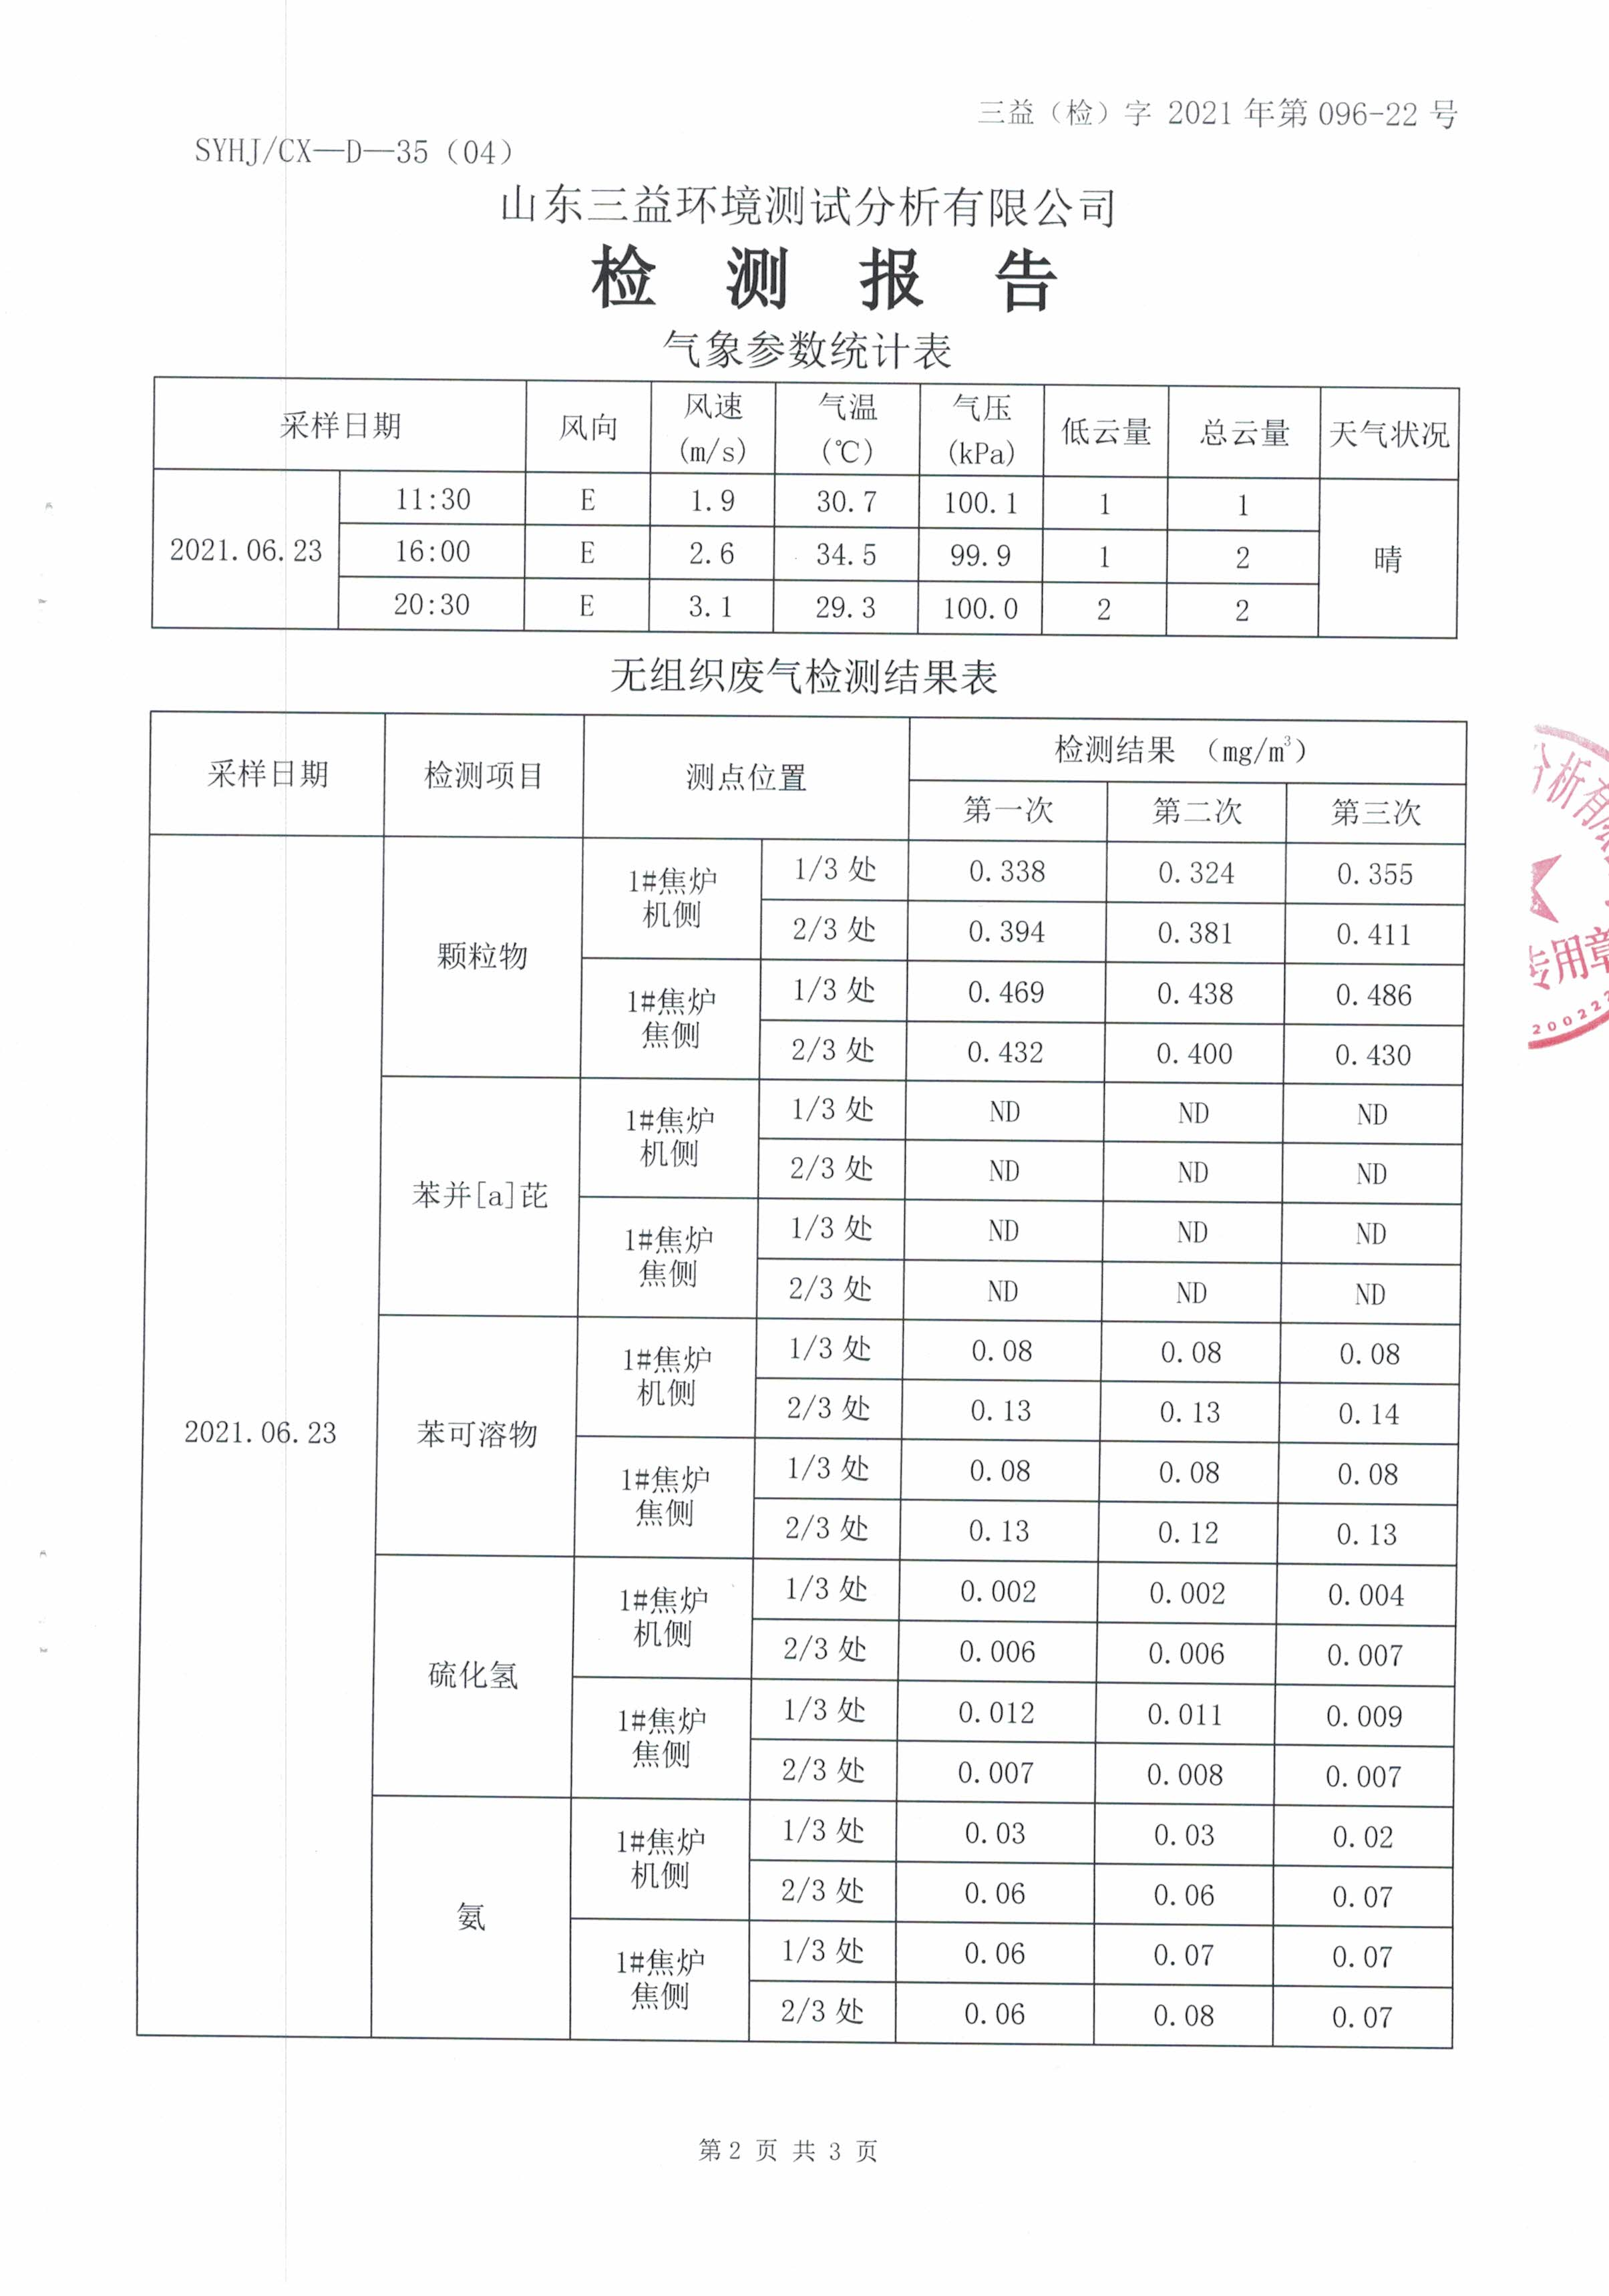 三益（检）字 2021 年第 096-22 号
SYHJ/CX—D—35（04）
山东三益环境测试分析有限公司
检 测 报 告
气象参数统计表
采样日期 风向 风速(m/s) 气温(℃) 气压(kPa) 低云量 总云量 天气状况
2021.06.23 11:30 E 1.9 30.7 100.1 1 1 晴
16:00 E 2.6 34.5 99.9 1 2
20:30 E 3.1 29.3 100.0 2 2
无组织废气检测结果表
采样日期 检测项目 测点位置 检测结果 （mg/m³）
第一次 第二次 第三次
2021.06.23 颗粒物 1#焦炉机侧 1/3 处 0.338 0.324 0.355
2/3 处 0.394 0.381 0.411
1#焦炉焦侧 1/3 处 0.469 0.438 0.486
2/3 处 0.432 0.400 0.430
苯并[a]芘 1#焦炉机侧 1/3 处 ND ND ND
2/3 处 ND ND ND
1#焦炉焦侧 1/3 处 ND ND ND
2/3 处 ND ND ND
苯可溶物 1#焦炉机侧 1/3 处 0.08 0.08 0.08
2/3 处 0.13 0.13 0.14
1#焦炉焦侧 1/3 处 0.08 0.08 0.08
2/3 处 0.13 0.12 0.13
硫化氢 1#焦炉机侧 1/3 处 0.002 0.002 0.004
2/3 处 0.006 0.006 0.007
1#焦炉焦侧 1/3 处 0.012 0.011 0.009
2/3 处 0.007 0.008 0.007
氨 1#焦炉机侧 1/3 处 0.03 0.03 0.02
2/3 处 0.06 0.06 0.07
1#焦炉焦侧 1/3 处 0.06 0.07 0.07
2/3 处 0.06 0.08 0.07
分析有
专用章
200222
第 2 页 共 3 页